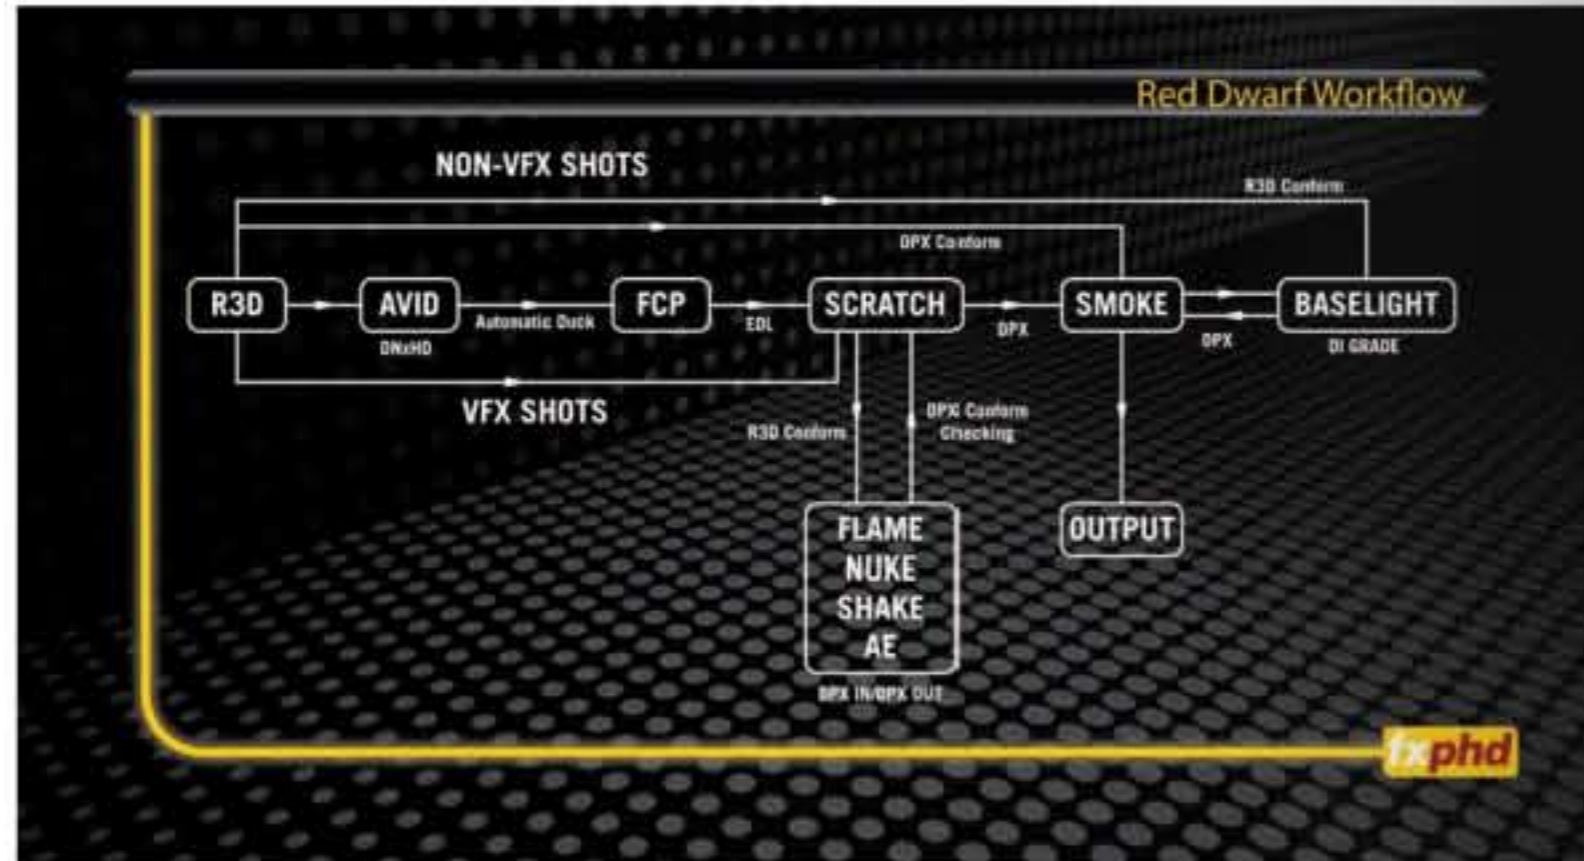 Red Dwarf Workflow
NON-VFX SHOTS
R3D Conform
DPX Conform
R3D
AVID
FCP
SCRATCH
SMOKE
BASELIGHT
Automatic Duck
EDL
DPX
DPX
DNxHD
DI GRADE
VFX SHOTS
R3D Conform
DPX Conform
Checking
FLAME
NUKE
SHAKE
AE
OUTPUT
DPX IN/DPX OUT
fxphd